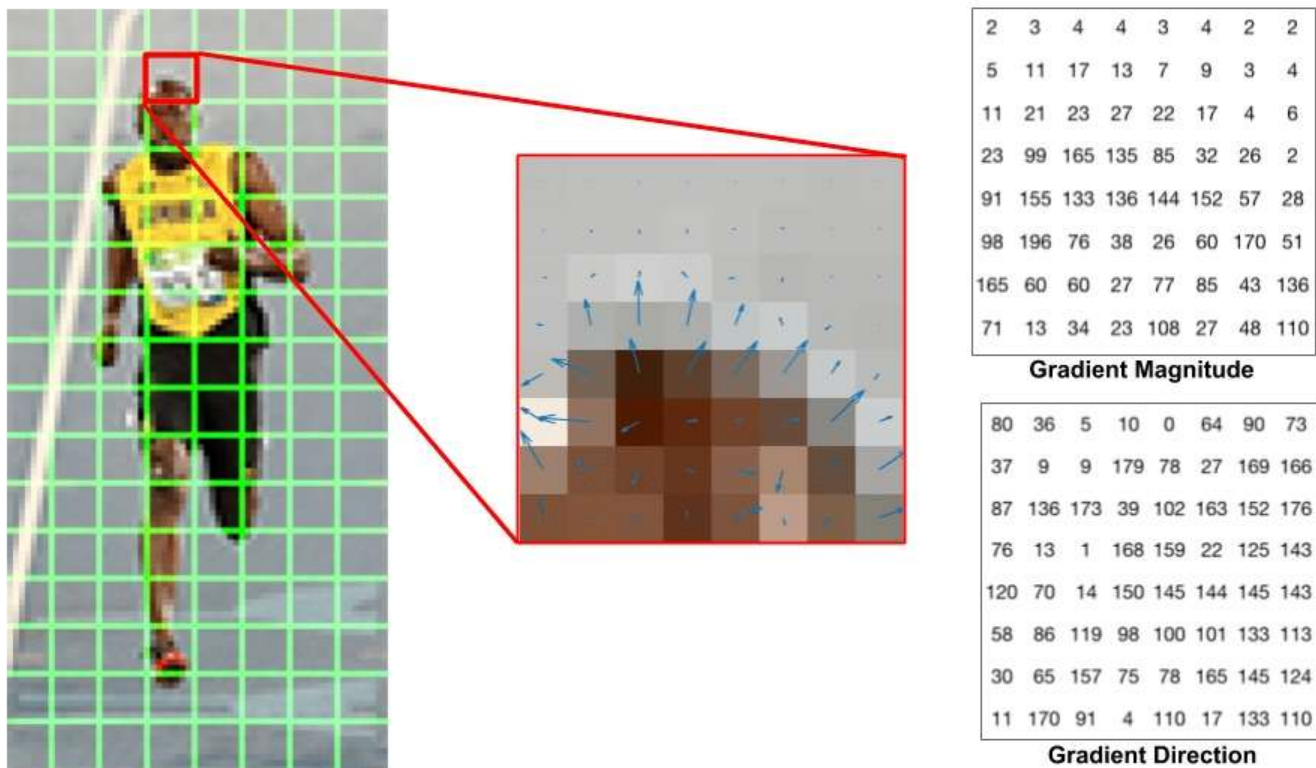 2 3 4 4 3 4 2 2
5 11 17 13 7 9 3 4
11 21 23 27 22 17 4 6
23 99 165 135 85 32 26 2
91 155 133 136 144 152 57 28
98 196 76 38 26 60 170 51
165 60 60 27 77 85 43 136
71 13 34 23 108 27 48 110
Gradient Magnitude
80 36 5 10 0 64 90 73
37 9 9 179 78 27 169 166
87 136 173 39 102 163 152 176
76 13 1 168 159 22 125 143
120 70 14 150 145 144 145 143
58 86 119 98 100 101 133 113
30 65 157 75 78 165 145 124
11 170 91 4 110 17 133 110
Gradient Direction